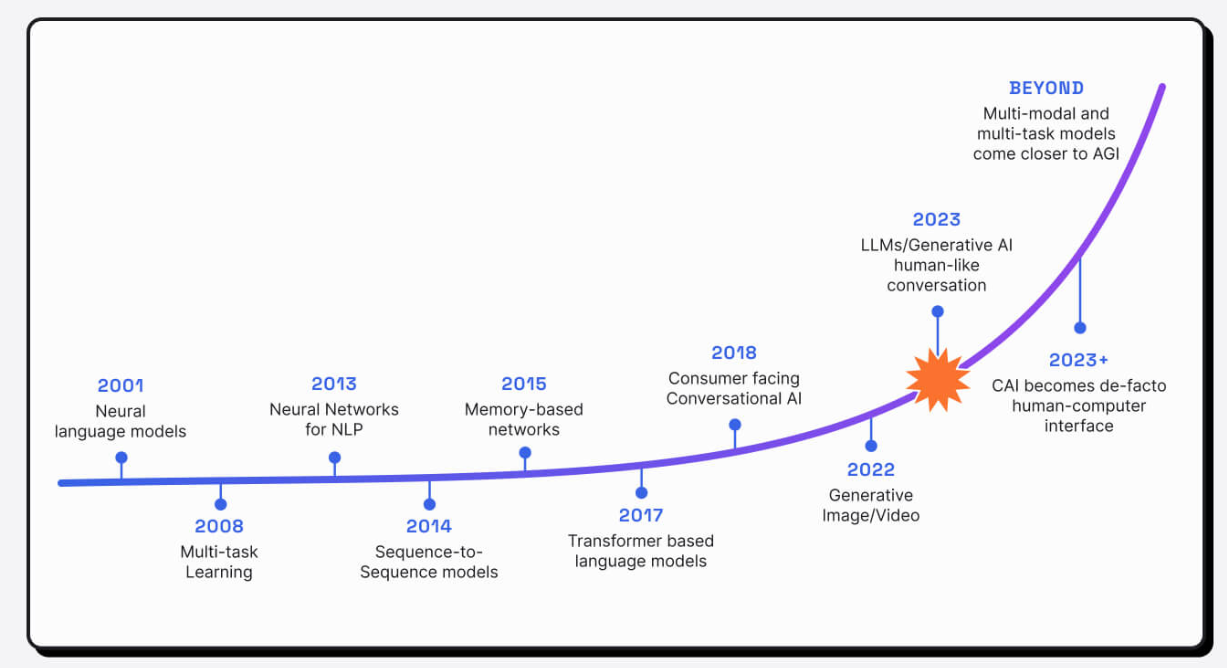 2001
Neural
language models
2008
Multi-task
Learning
2013
Neural Networks
for NLP
2014
Sequence-to-
Sequence models
2015
Memory-based
networks
2017
Transformer based
language models
2018
Consumer facing
Conversational AI
2022
Generative
Image/Video
2023
LLMs/Generative AI
human-like
conversation
2023+
CAI becomes de-facto
human-computer
interface
BEYOND
Multi-modal and
multi-task models
come closer to AGI